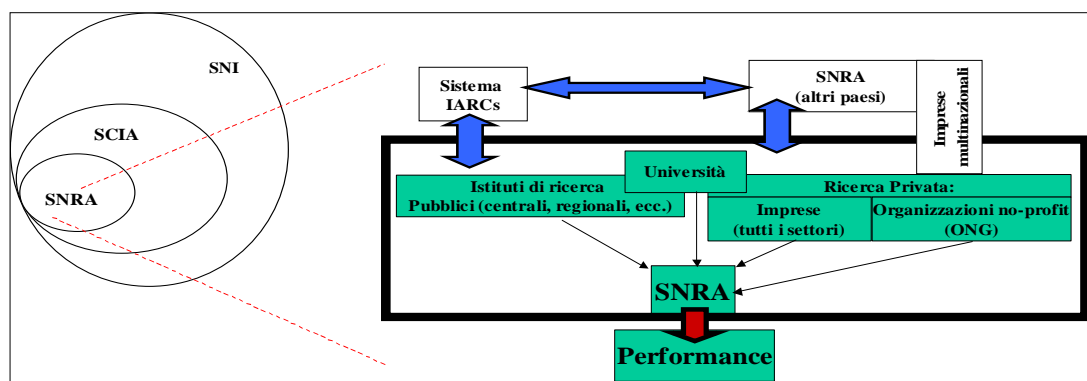 SNI
SCIA
SNRA
Sistema
IARCs
SNRA
(altri paesi)
Imprese
multinazionali
Università
Istituti di ricerca
Pubblici (centrali, regionali, ecc.)
Ricerca Privata:
Imprese
(tutti i settori)
Organizzazioni no-profit
(ONG)
SNRA
Performance